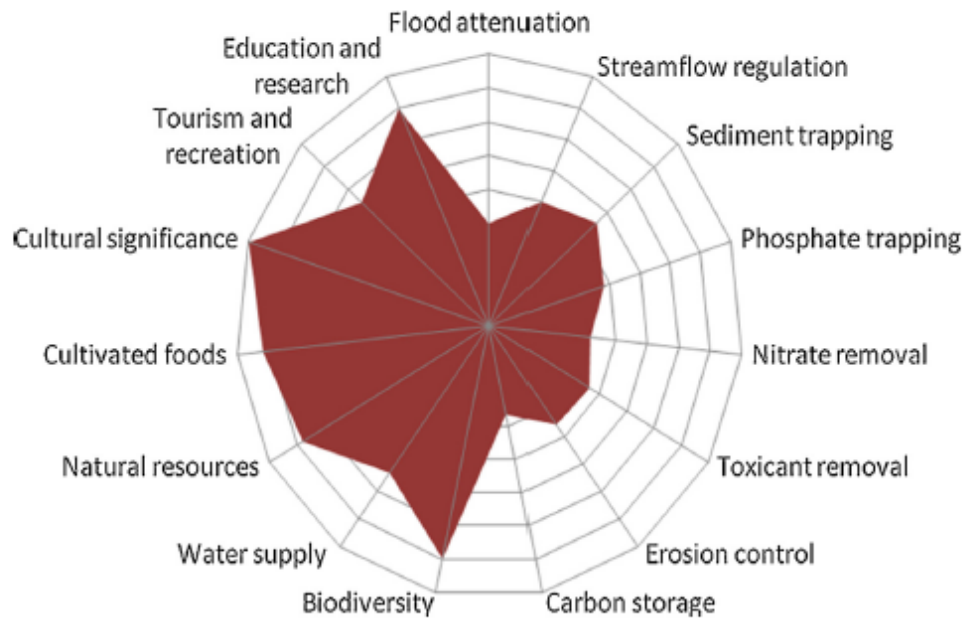 Flood attenuation
Streamflow regulation
Sediment trapping
Phosphate trapping
Nitrate removal
Toxicant removal
Erosion control
Carbon storage
Biodiversity
Water supply
Natural resources
Cultivated foods
Cultural significance
Tourism and
recreation
Education and
research